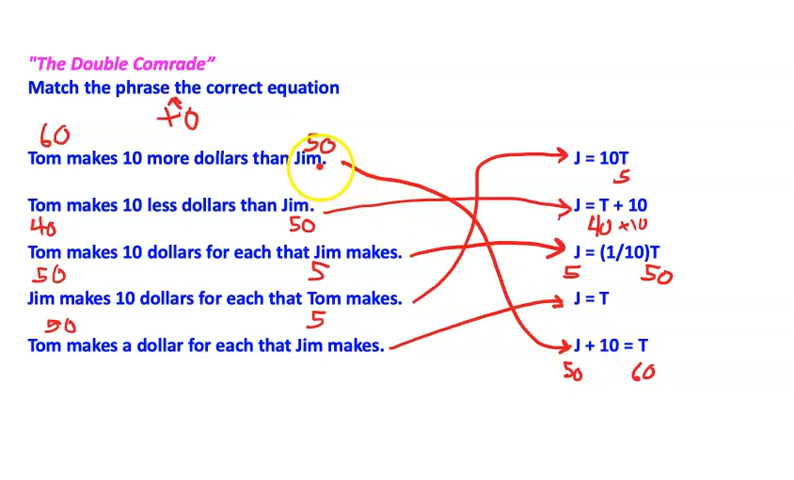 "The Double Comrade”
Match the phrase the correct equation
to
60 50
Tom makes 10 more dollars than Jim.
J = 10T
5
Tom makes 10 less dollars than Jim.
J = T + 10
40 50
40 +10
Tom makes 10 dollars for each that Jim makes.
J = (1/10)T
50 5
5 50
Jim makes 10 dollars for each that Tom makes.
J = T
50 5
Tom makes a dollar for each that Jim makes.
J + 10 = T
50 60